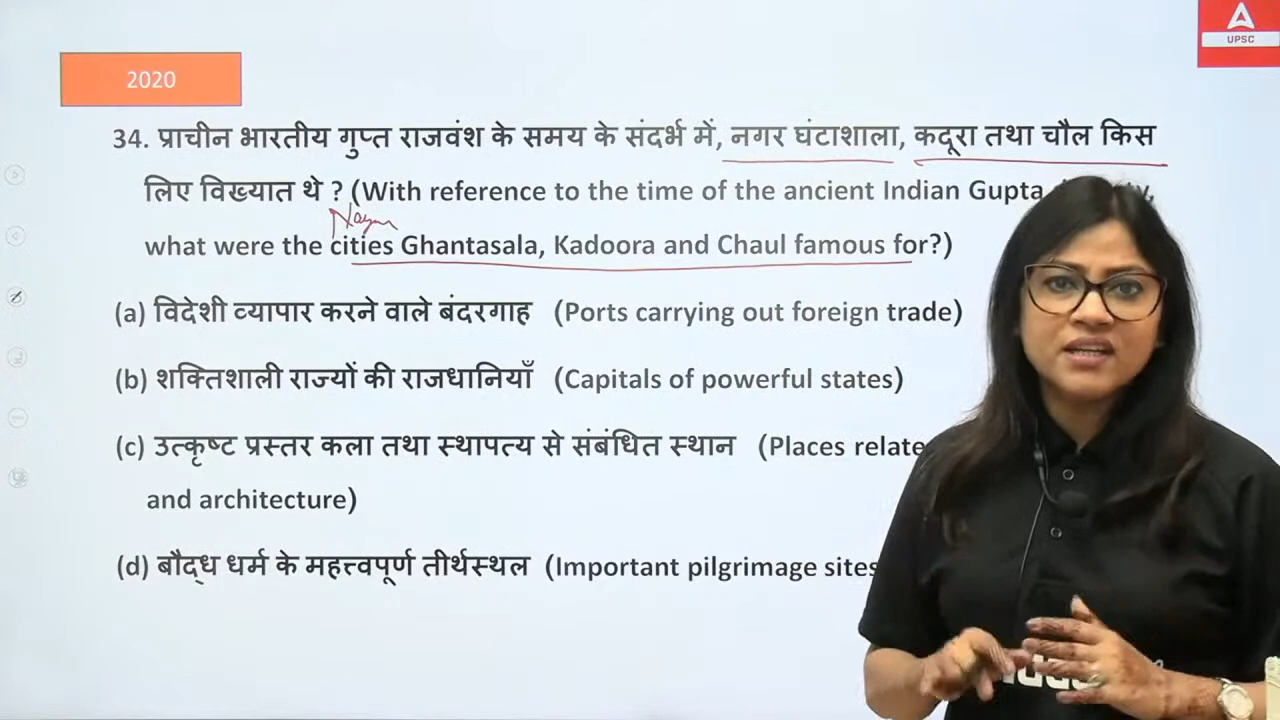 UPSC
2020
34. प्राचीन भारतीय गुप्त राजवंश के समय के संदर्भ में, नगर घंटाशाला, कदूरा तथा चौल किस
लिए विख्यात थे ? (With reference to the time of the ancient Indian Gupta
what were the cities Ghantasala, Kadoora and Chaul famous for?)
(a) विदेशी व्यापार करने वाले बंदरगाह (Ports carrying out foreign trade)
(b) शक्तिशाली राज्यों की राजधानियाँ (Capitals of powerful states)
(c) उत्कृष्ट प्रस्तर कला तथा स्थापत्य से संबंधित स्थान (Places relate
and architecture)
(d) बौद्ध धर्म के महत्त्वपूर्ण तीर्थस्थल (Important pilgrimage sites